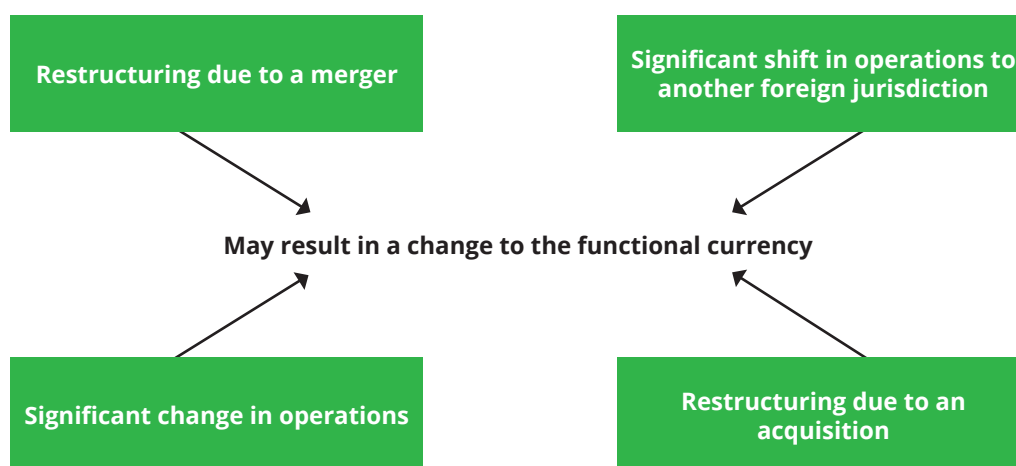 Restructuring due to a merger
Significant shift in operations to
another foreign jurisdiction
May result in a change to the functional currency
Significant change in operations
Restructuring due to an
acquisition